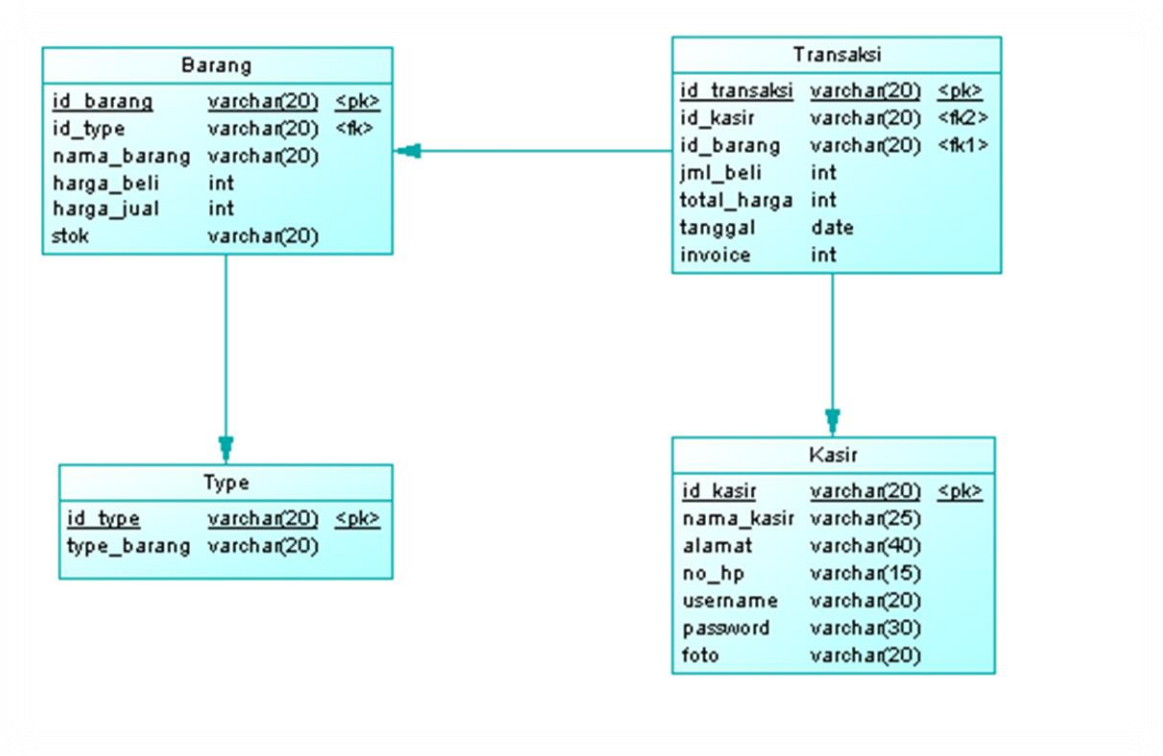 Barang
id_barang varchar(20) <pk>
id_type varchar(20) <fk>
nama_barang varchar(20)
harga_beli int
harga_jual int
stok varchar(20)
Transaksi
id_transaksi varchar(20) <pk>
id_kasir varchar(20) <fk2>
id_barang varchar(20) <fk1>
jml_beli int
total_harga int
tanggal date
invoice int
Type
id_type varchar(20) <pk>
type_barang varchar(20)
Kasir
id_kasir varchar(20) <pk>
nama_kasir varchar(25)
alamat varchar(40)
no_hp varchar(15)
username varchar(20)
password varchar(30)
foto varchar(20)